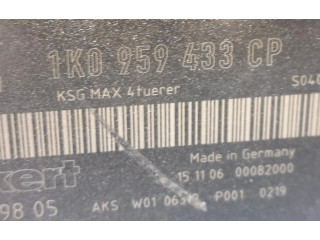 1K0 959 433 CP
KSG MAX 4tuerer S040
Made in Germany
kert 15.11.06 00082000
98 05 AKS W01 P001 0219